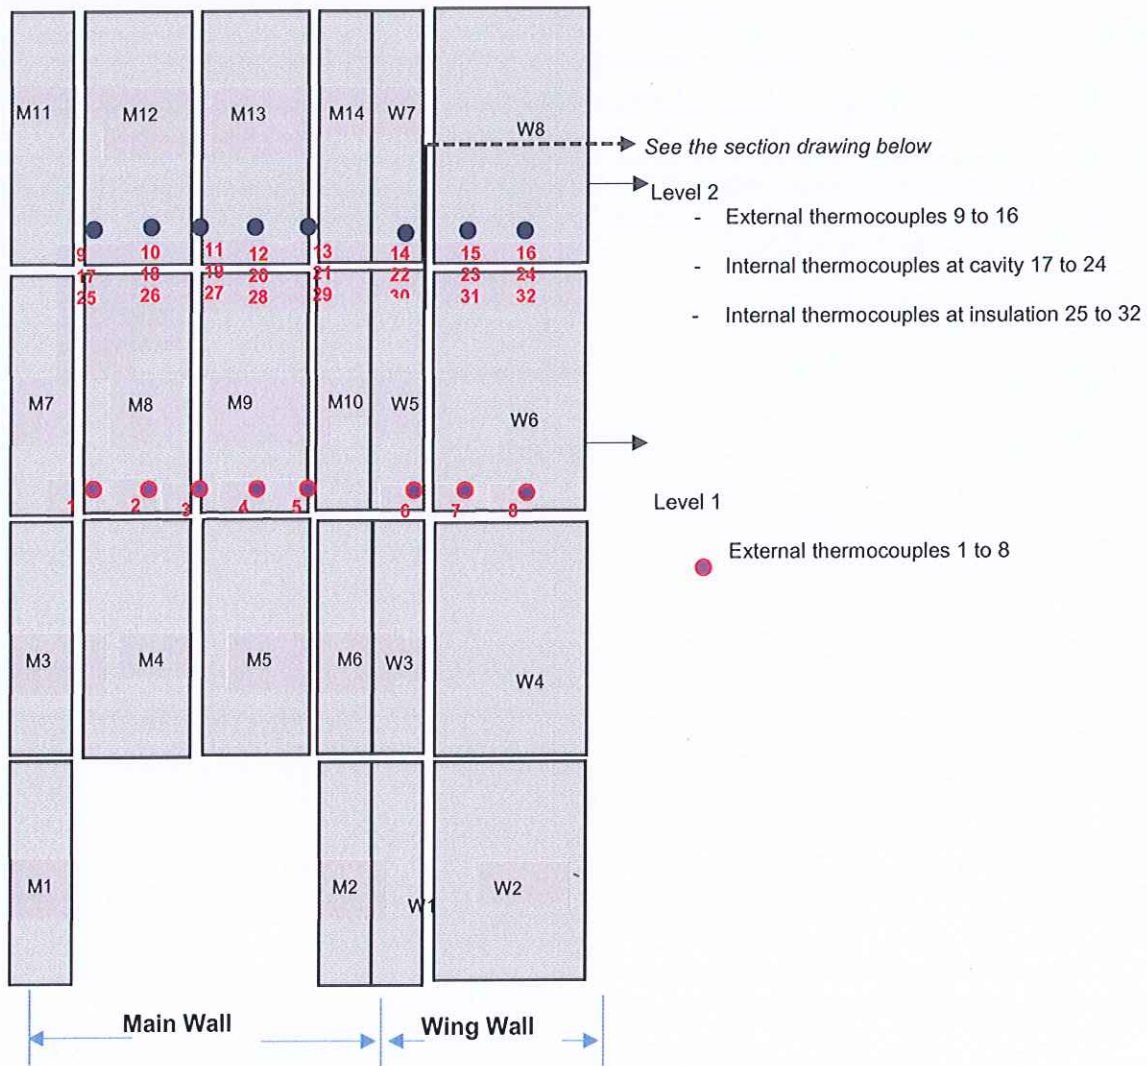 M11 M12 M13 M14 W7 W8
See the section drawing below
Level 2
- External thermocouples 9 to 16
- Internal thermocouples at cavity 17 to 24
- Internal thermocouples at insulation 25 to 32
9 10 11 12 13 14 15 16
17 18 19 20 21 22 23 24
25 26 27 28 29 30 31 32
M7 M8 M9 M10 W5 W6
1 2 3 4 5 6 7 8
Level 1
External thermocouples 1 to 8
M3 M4 M5 M6 W3 W4
M1 M2 W1 W2
Main Wall Wing Wall